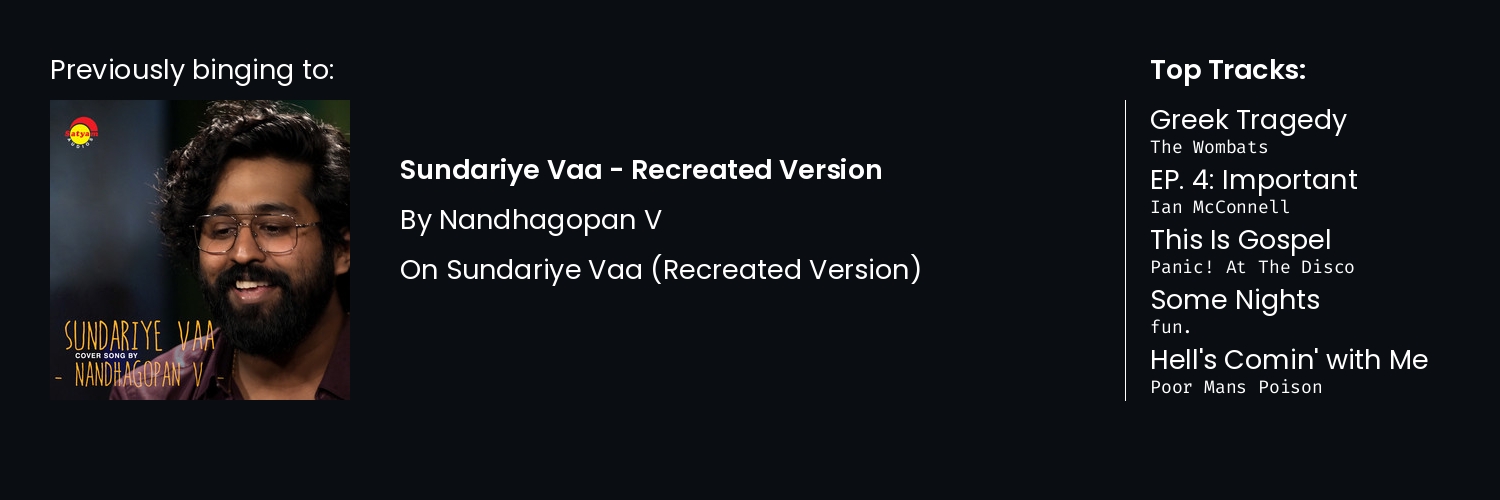 Previously binging to:
Satyam
AUDIOS
SUNDARIYE VAA
COVER SONG BY
- NANDHAGOPAN V -
Sundariye Vaa - Recreated Version
By Nandhagopan V
On Sundariye Vaa (Recreated Version)
Top Tracks:
Greek Tragedy
The Wombats
EP. 4: Important
Ian McConnell
This Is Gospel
Panic! At The Disco
Some Nights
fun.
Hell's Comin' with Me
Poor Mans Poison